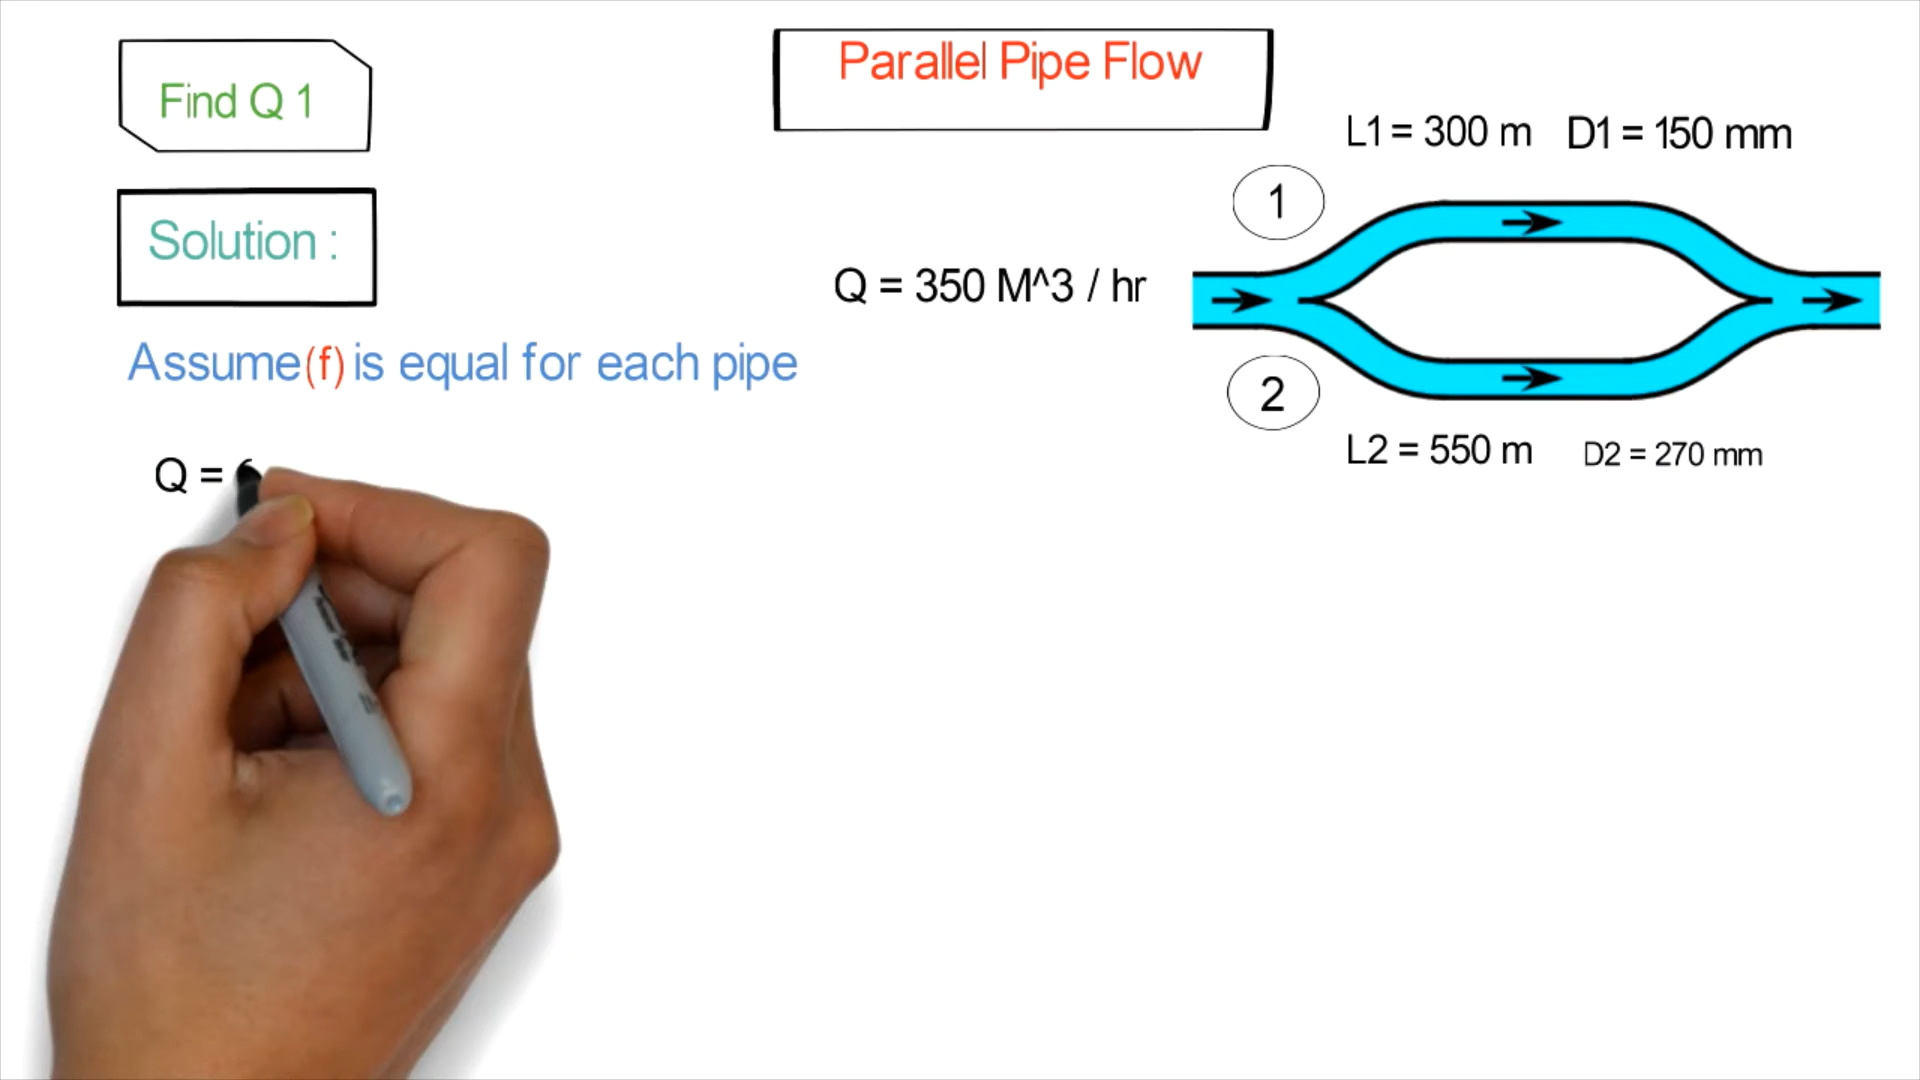 Parallel Pipe Flow
Find Q 1
L1 = 300 m D1 = 150 mm
1
Solution :
Q = 350 M^3 / hr
Assume (f) is equal for each pipe
2
L2 = 550 m D2 = 270 mm
Q =